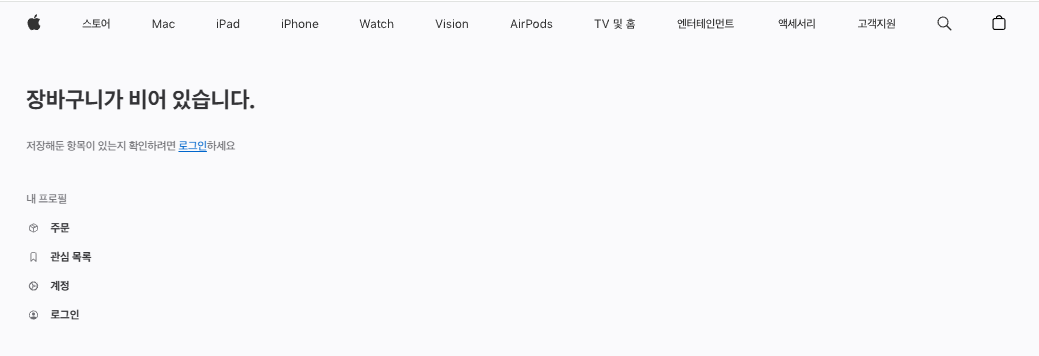 스토어 Mac iPad iPhone Watch Vision AirPods TV 및 홈 엔터테인먼트 액세서리 고객지원
장바구니가 비어 있습니다.
저장해둔 항목이 있는지 확인하려면 로그인하세요
내 프로필
주문
관심 목록
계정
로그인